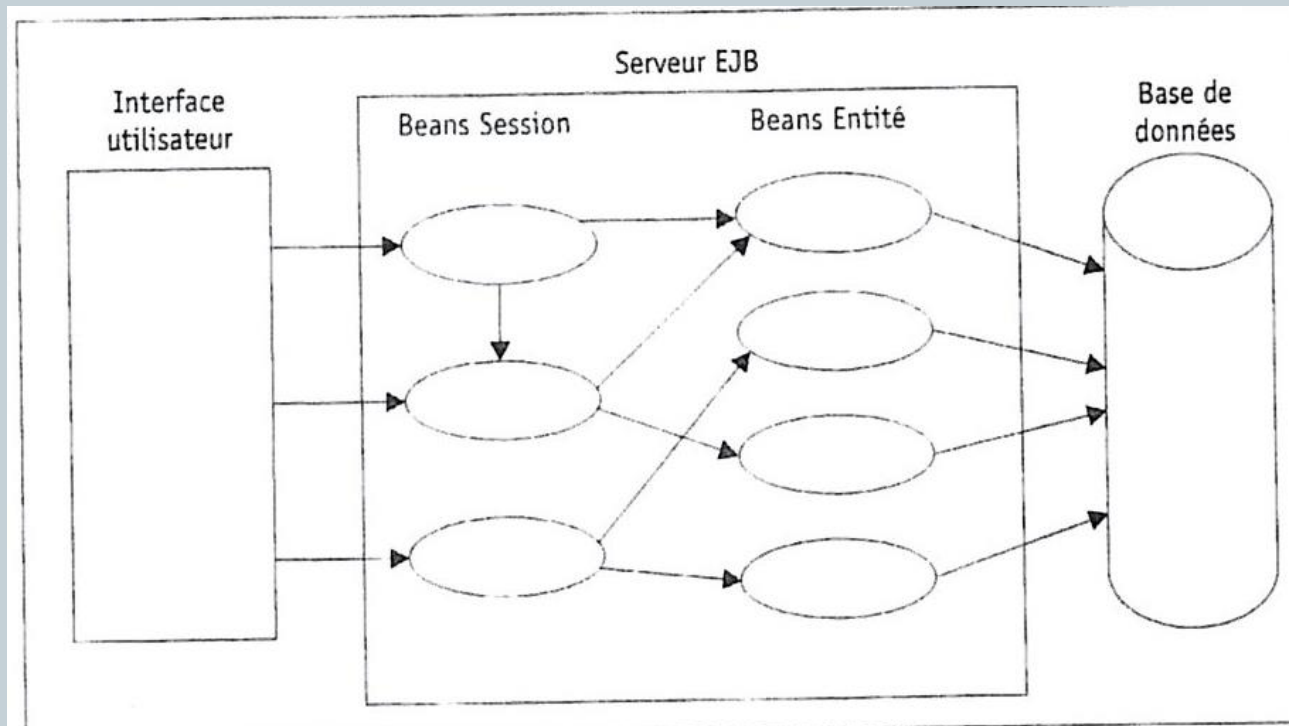 Serveur EJB
Interface
utilisateur
Beans Session
Beans Entité
Base de
données